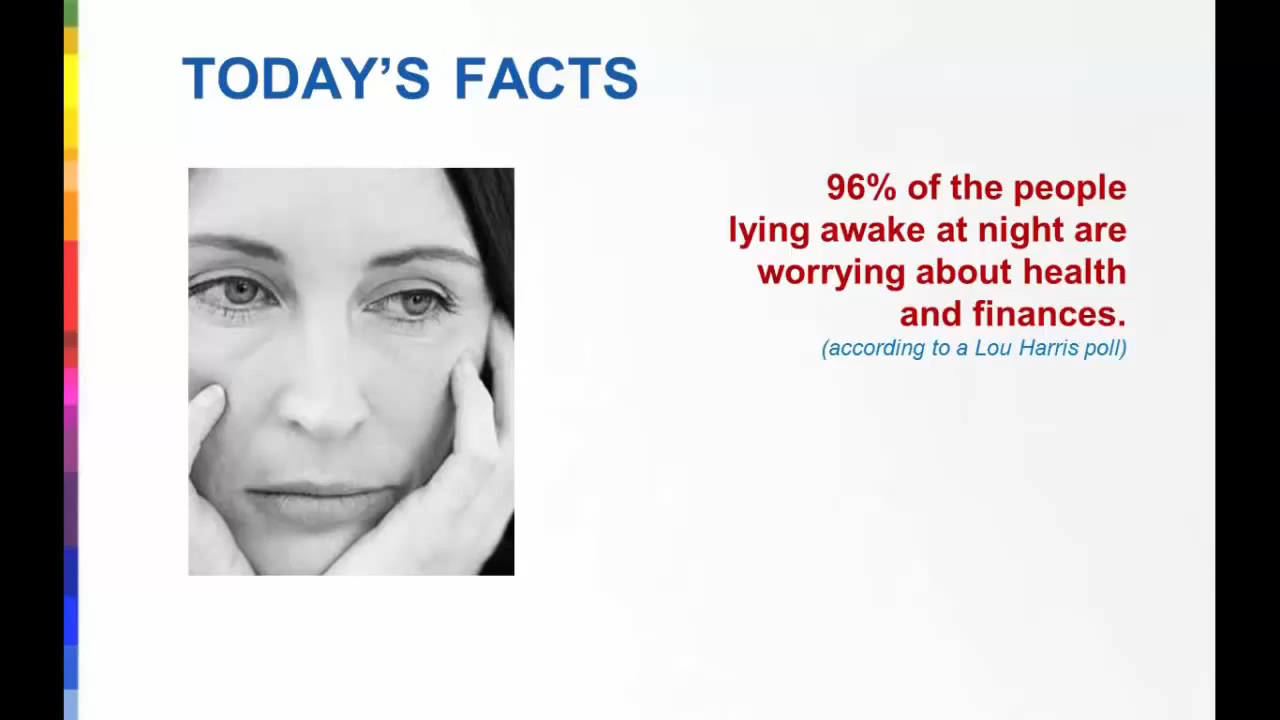 TODAY’S FACTS
96% of the people
lying awake at night are
worrying about health
and finances.
(according to a Lou Harris poll)